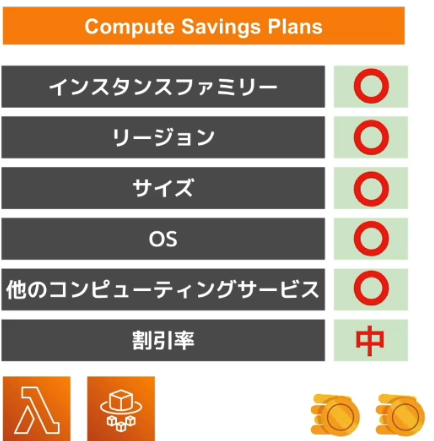 Compute Savings Plans
インスタンスファミリー
リージョン
サイズ
OS
他のコンピューティングサービス
割引率 中